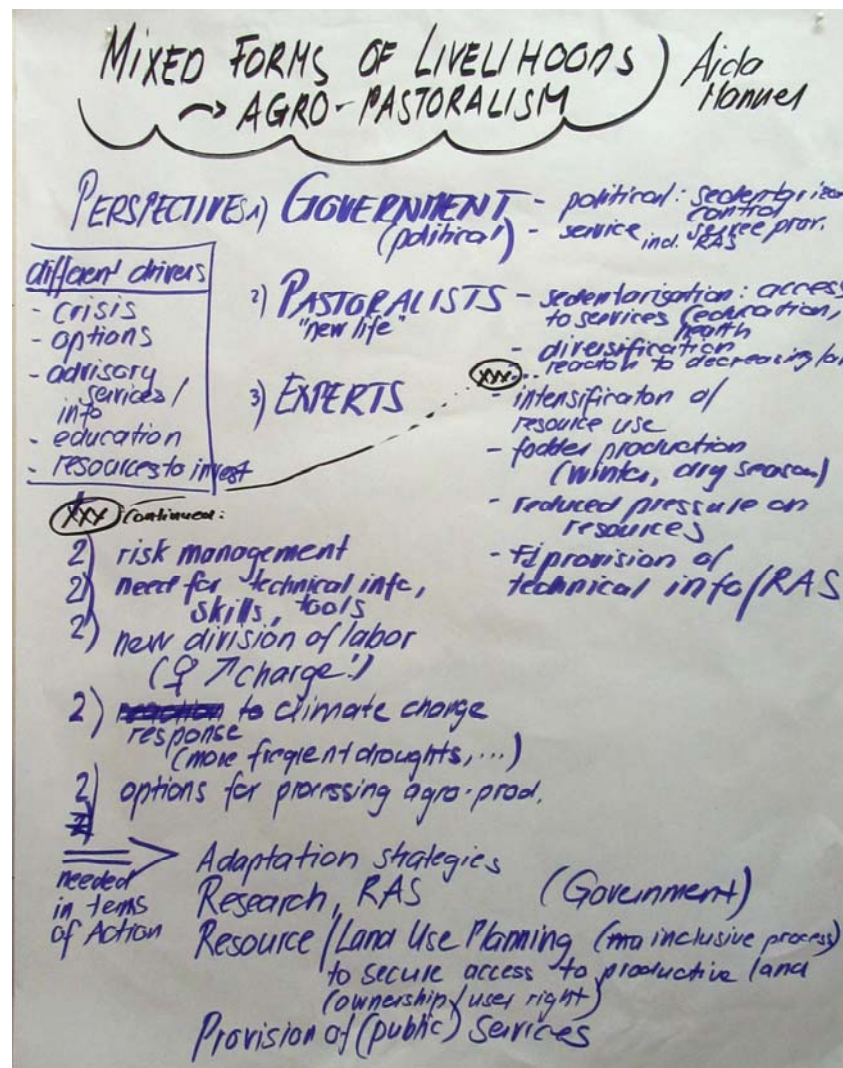 MIXED FORMS OF LIVELIHOODS
→ AGRO-PASTORALISM
Aida
Manuel
PERSPECTIVES
1) GOVERNMENT - political: sedentarization
(political)
control
- service prov.
incl. RAS
different drivers
- crisis
- options
- advisory
services /
info
- education
- resources to invest
2) PASTORALISTS - sedentarisation: access
"new life"
to services (education,
health
- diversification
- reaction to decreasing
xxx
3) EXPERTS
- intensification of
resource use
- fodder production
(winter, dry season)
- reduced pressure on
resources
- provision of
technical info/RAS
xxx continued:
2) risk management
2) need for technical info,
skills, tools
2) new division of labor
(♀ ↗ charge!)
2) to climate change
response
(more frequent droughts, ...)
2) options for processing agro-prod.
needed
in terms
of Action
Adaptation strategies
Research, RAS (Government)
Resource / Land Use Planning (inclusive process)
to secure access to productive land
(ownership / user right)
Provision of (public) Services